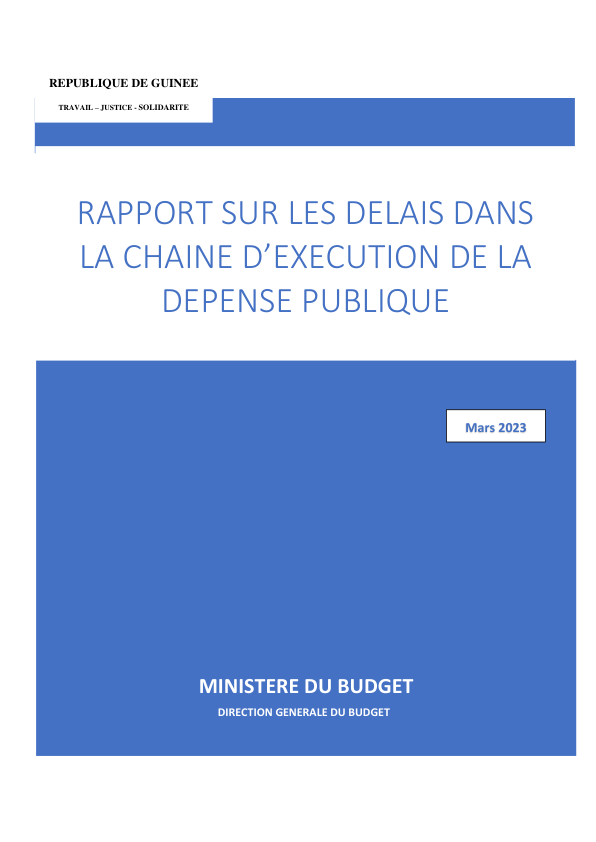 REPUBLIQUE DE GUINEE
TRAVAIL – JUSTICE - SOLIDARITE
RAPPORT SUR LES DELAIS DANS
LA CHAINE D’EXECUTION DE LA
DEPENSE PUBLIQUE
Mars 2023
MINISTERE DU BUDGET
DIRECTION GENERALE DU BUDGET